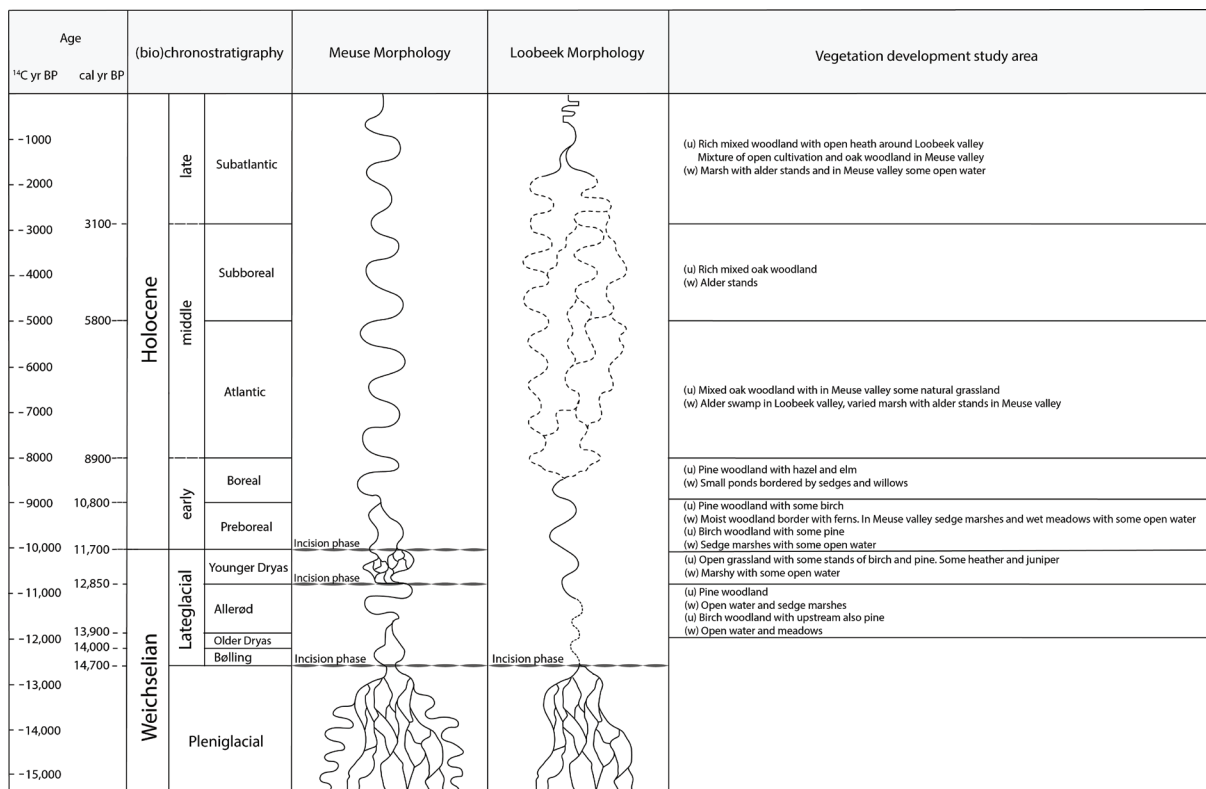 Age
¹⁴C yr BP
cal yr BP
(bio)chronostratigraphy
Meuse Morphology
Loobeek Morphology
Vegetation development study area
-1000
-2000
-3000
-4000
-5000
-6000
-7000
-8000
-9000
-10,000
-11,000
-12,000
-13,000
-14,000
-15,000
3100
5800
8900
10,800
11,700
12,850
13,900
14,000
14,700
Holocene
Weichselian
late
middle
early
Lateglacial
Subatlantic
Subboreal
Atlantic
Boreal
Preboreal
Younger Dryas
Allerød
Older Dryas
Bølling
Pleniglacial
Incision phase
Incision phase
Incision phase
Incision phase
(u) Rich mixed woodland with open heath around Loobeek valley
Mixture of open cultivation and oak woodland in Meuse valley
(w) Marsh with alder stands and in Meuse valley some open water
(u) Rich mixed oak woodland
(w) Alder stands
(u) Mixed oak woodland with in Meuse valley some natural grassland
(w) Alder swamp in Loobeek valley, varied marsh with alder stands in Meuse valley
(u) Pine woodland with hazel and elm
(w) Small ponds bordered by sedges and willows
(u) Pine woodland with some birch
(w) Moist woodland border with ferns. In Meuse valley sedge marshes and wet meadows with some open water
(u) Birch woodland with some pine
(w) Sedge marshes with some open water
(u) Open grassland with some stands of birch and pine. Some heather and juniper
(w) Marshy with some open water
(u) Pine woodland
(w) Open water and sedge marshes
(u) Birch woodland with upstream also pine
(w) Open water and meadows